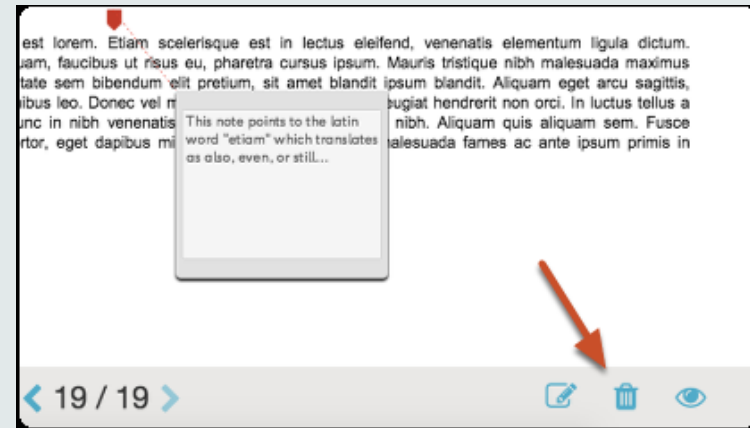 est lorem. Etiam scelerisque est in lectus eleifend, venenatis elementum ligula dictum.
uam, faucibus ut risus eu, pharetra cursus ipsum. Mauris tristique nibh malesuada maximus
tate sem bibendum elit pretium, sit amet blandit ipsum blandit. Aliquam eget arcu sagittis,
ibus leo. Donec vel eugiat hendrerit non orci. In luctus tellus a
unc in nibh venenatis nibh. Aliquam quis aliquam sem. Fusce
rtor, eget dapibus mi alesuada fames ac ante ipsum primis in
This note points to the latin
word "etiam" which translates
as also, even, or still...
19 / 19